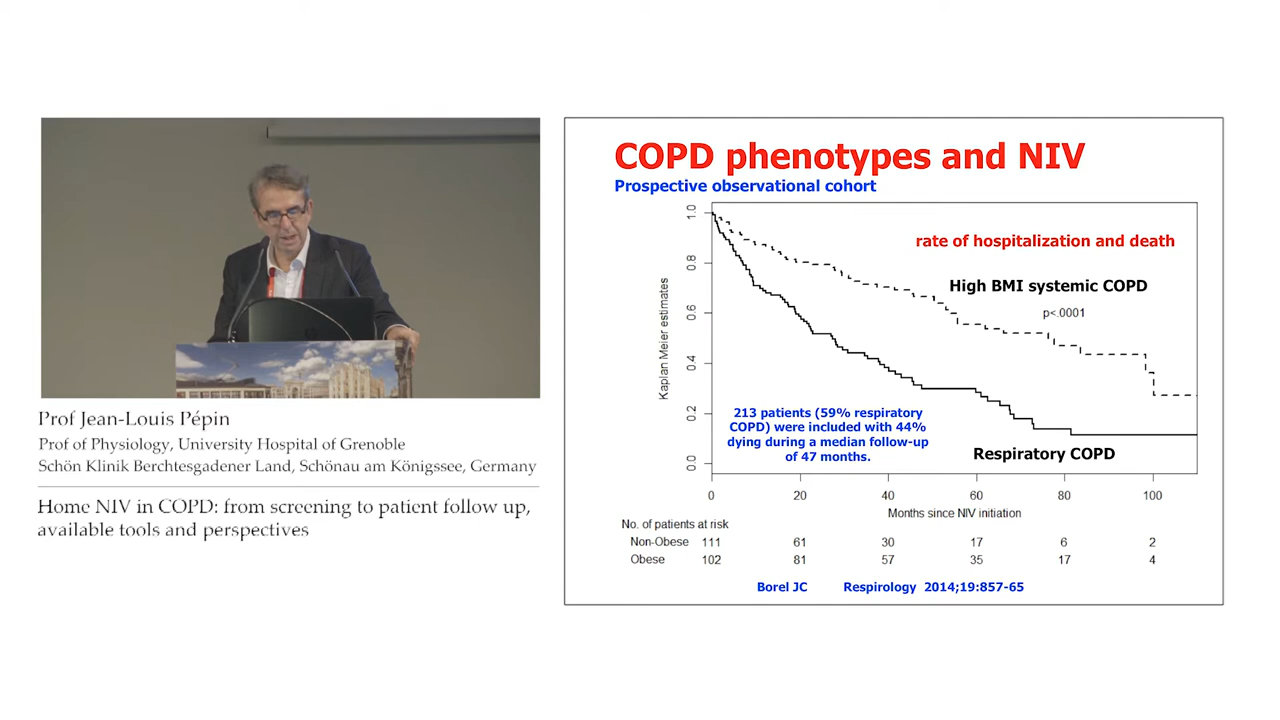 Prof Jean-Louis Pépin
Prof of Physiology, University Hospital of Grenoble
Schön Klinik Berchtesgadener Land, Schönau am Königssee, Germany
Home NIV in COPD: from screening to patient follow up,
available tools and perspectives
COPD phenotypes and NIV
Prospective observational cohort
rate of hospitalization and death
High BMI systemic COPD
p<.0001
213 patients (59% respiratory
COPD) were included with 44%
dying during a median follow-up
of 47 months.
Respiratory COPD
Kaplan Meier estimates
1.0
0.8
0.6
0.4
0.2
0.0
0 20 40 60 80 100
Months since NIV initiation
No. of patients at risk
Non-Obese 111 61 30 17 6 2
Obese 102 81 57 35 17 4
Borel JC Respirology 2014;19:857-65